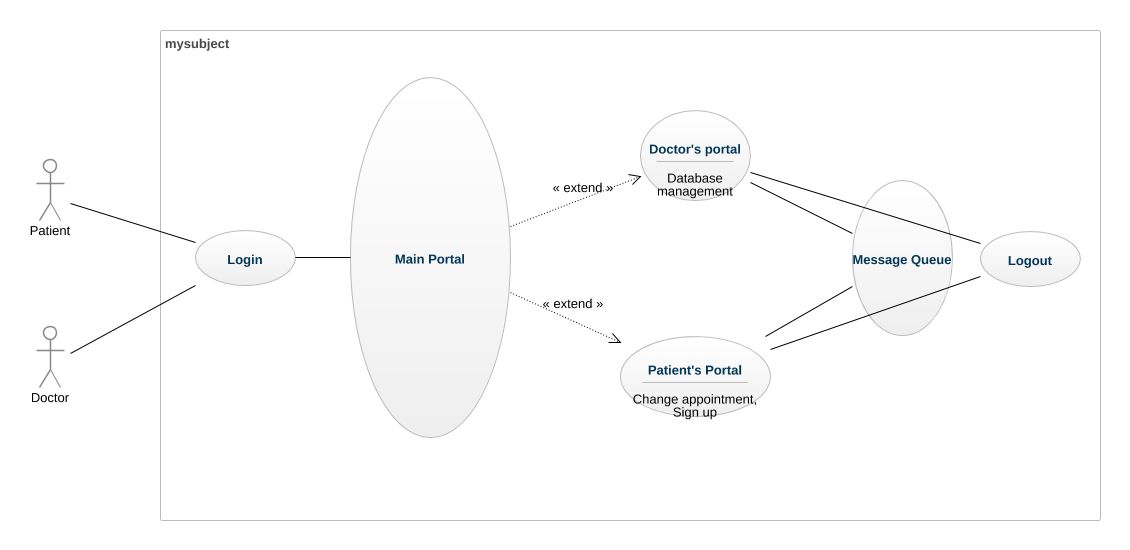 mysubject
Patient
Doctor
Login
Main Portal
« extend »
« extend »
Doctor's portal
Database
management
Patient's Portal
Change appointment,
Sign up
Message Queue
Logout